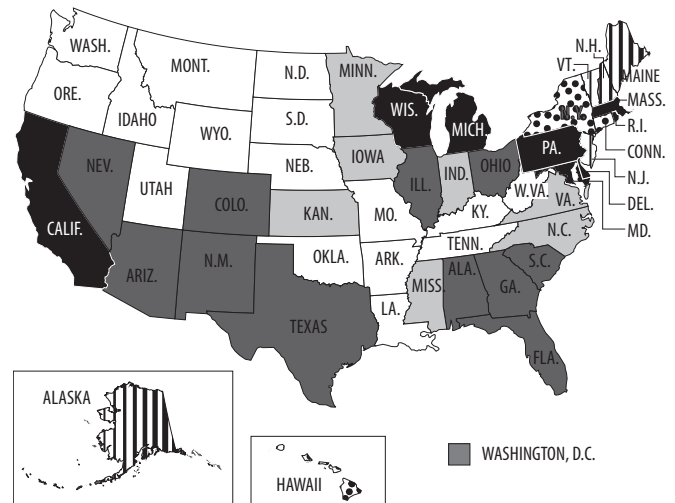 WASH.
MONT.
N.D.
MINN.
N.H.
VT.
MAINE
ORE.
IDAHO
WYO.
S.D.
WIS.
MICH.
N.Y.
MASS.
R.I.
CONN.
N.J.
DEL.
MD.
NEV.
UTAH
COLO.
NEB.
IOWA
ILL.
IND.
OHIO
PA.
W.VA.
VA.
CALIF.
KAN.
MO.
KY.
N.C.
ARIZ.
N.M.
OKLA.
ARK.
TENN.
S.C.
TEXAS
LA.
MISS.
ALA.
GA.
FLA.
ALASKA
HAWAII
WASHINGTON, D.C.